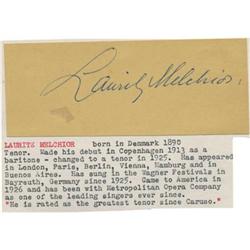 Lauritz Melchior.
LAURITZ MELCHIOR born in Denmark 1890
Tenor. Made his debut in Copenhagen 1913 as a
baritone - changed to a tenor in 1925. Has appeared
in London, Paris, Berlin, Vienna, Hamburg and in
Buenos Aires. Has sung in the Wagner Festivals in
Bayreuth, Germany since 1925. Came to America in
1926 and has been with Metropolitan Opera Company
as one of the leading singers ever since.
"He is rated as the greatest tenor since Caruso."